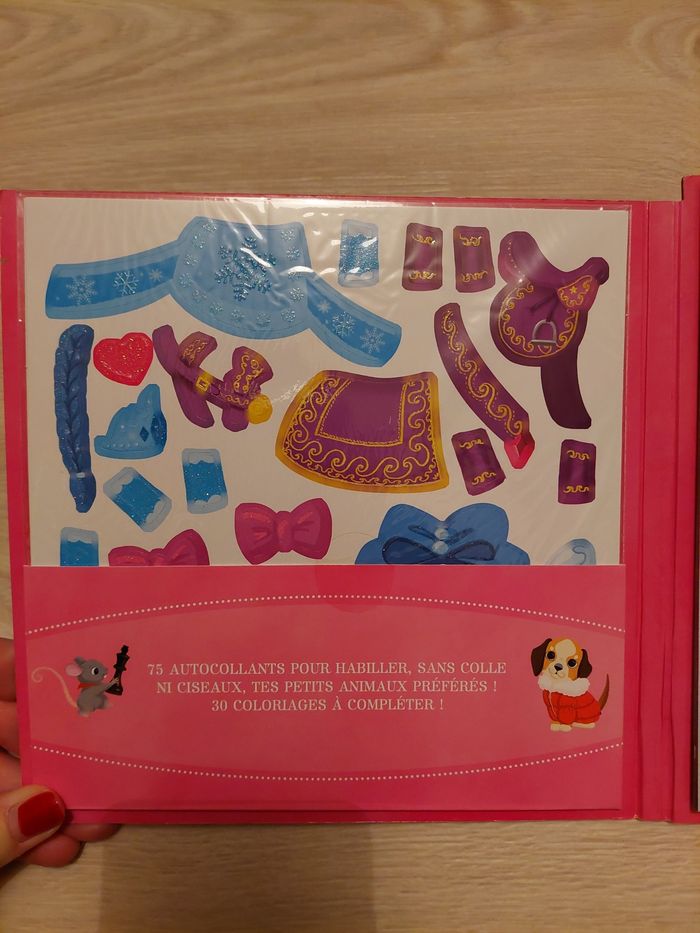 75 AUTOCOLLANTS POUR HABILLER, SANS COLLE
NI CISEAUX, TES PETITS ANIMAUX PRÉFÉRÉS !
30 COLORIAGES À COMPLÉTER !